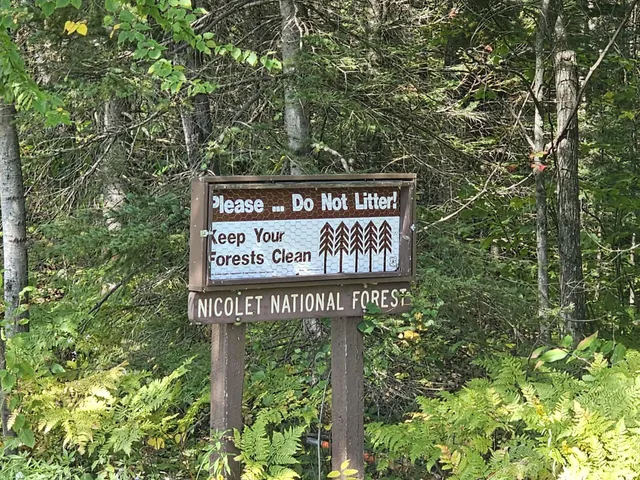 Please ... Do Not Litter!
Keep Your
Forests Clean
NICOLET NATIONAL FOREST